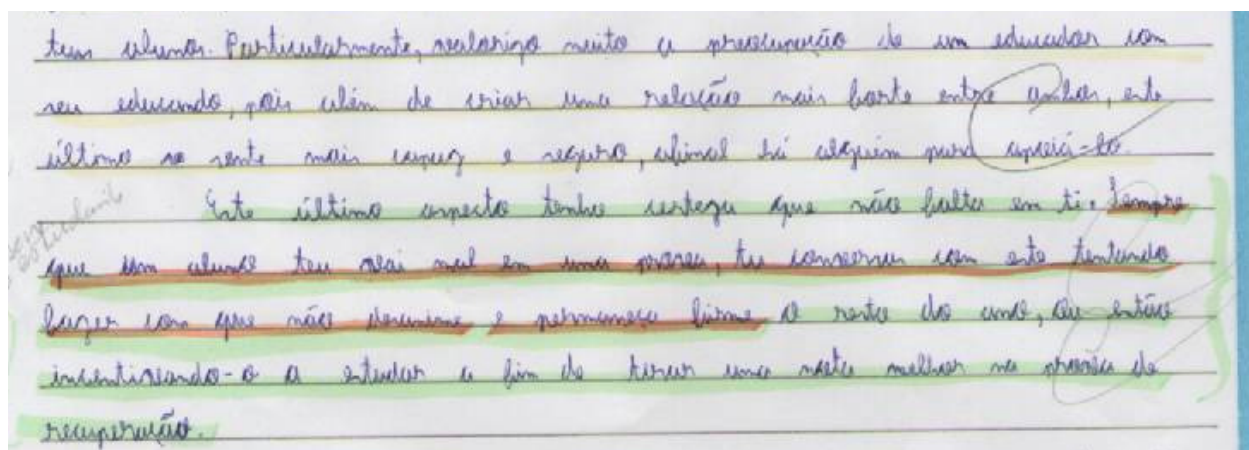 teus alunos. Particularmente, valorizo muito a preocupação de um educador com
seu educando, pois além de criar uma relação mais forte entre ambos, este
último se sente mais capaz e seguro, afinal há alguém para apoiá-lo.
Este último aspecto tenho certeza que não falta em ti. Sempre
que um aluno teu vai mal em uma prova, tu conversas com este tentando
fazer com que não desanime e permaneça firme o resto do ano, ou então
incentivando-o a estudar a fim de tirar uma nota melhor na prova de
recuperação.